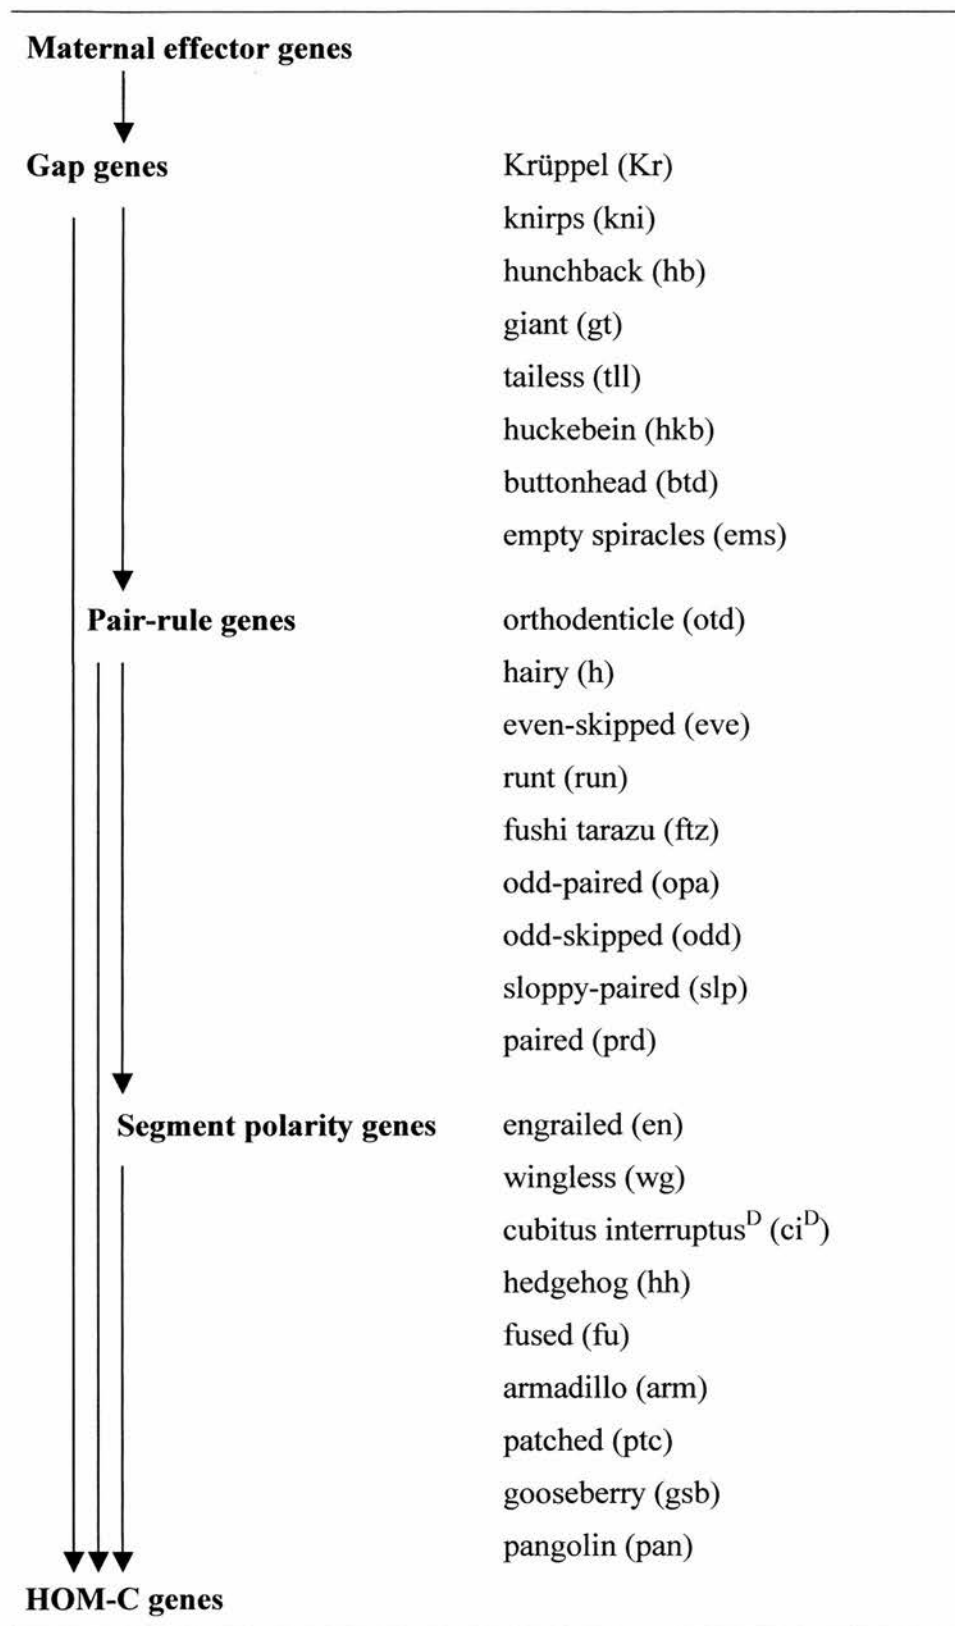 Maternal effector genes
Gap genes Krüppel (Kr)
knirps (kni)
hunchback (hb)
giant (gt)
tailess (tll)
huckebein (hkb)
buttonhead (btd)
empty spiracles (ems)
Pair-rule genes orthodenticle (otd)
hairy (h)
even-skipped (eve)
runt (run)
fushi tarazu (ftz)
odd-paired (opa)
odd-skipped (odd)
sloppy-paired (slp)
paired (prd)
Segment polarity genes engrailed (en)
wingless (wg)
cubitus interruptusᴰ (ciᴰ)
hedgehog (hh)
fused (fu)
armadillo (arm)
patched (ptc)
gooseberry (gsb)
pangolin (pan)
HOM-C genes